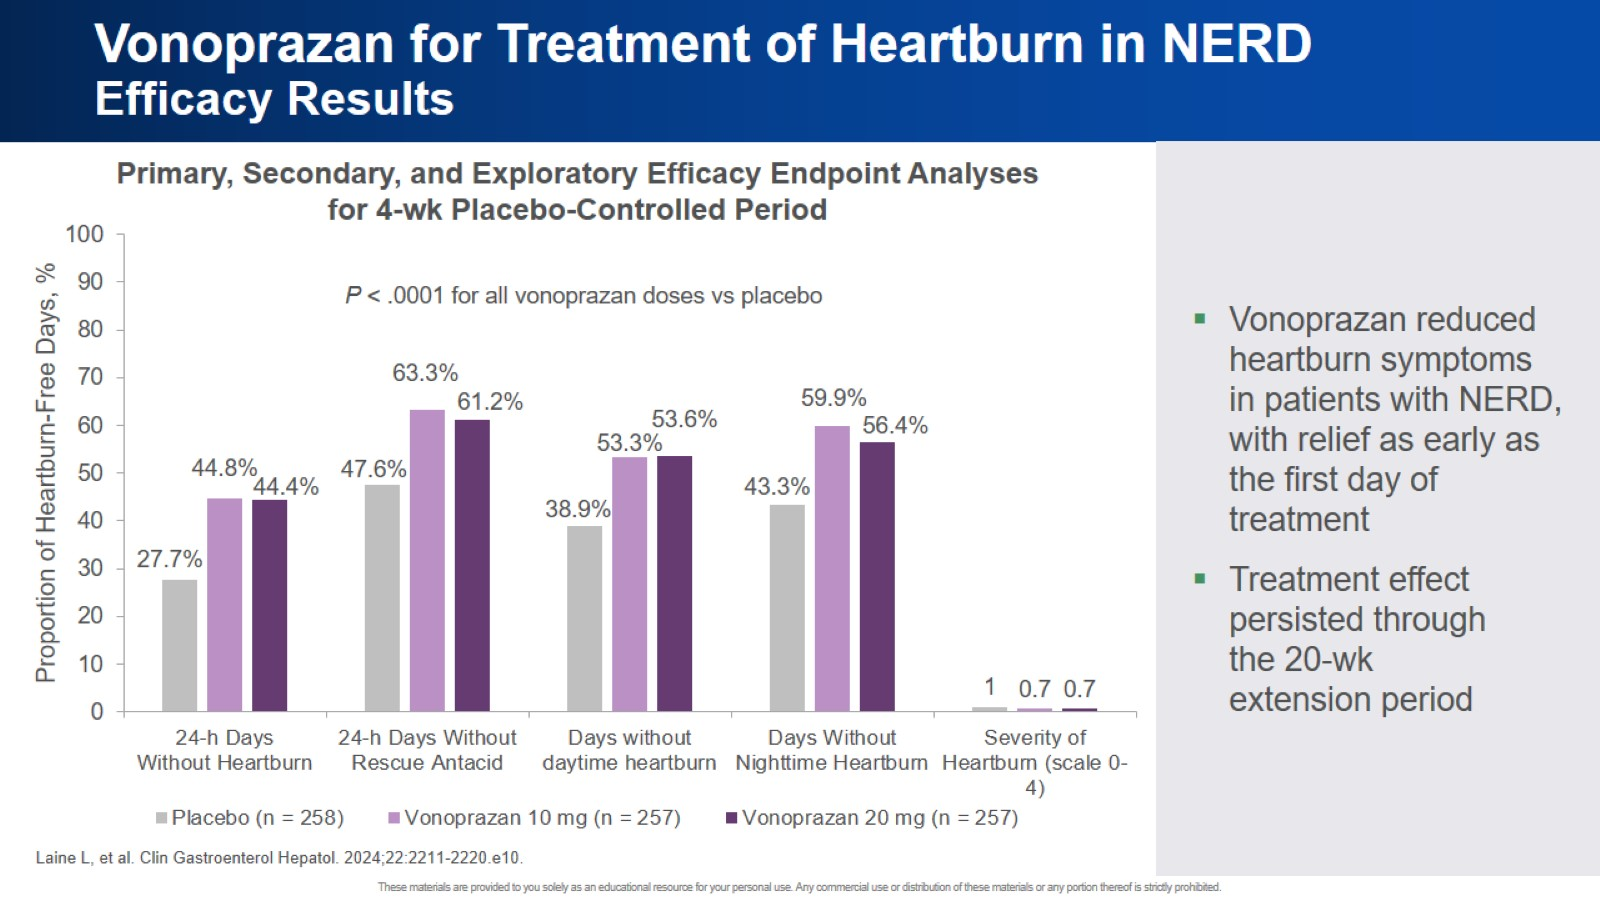 Vonoprazan for Treatment of Heartburn in NERD
Efficacy Results
Primary, Secondary, and Exploratory Efficacy Endpoint Analyses
for 4-wk Placebo-Controlled Period
Proportion of Heartburn-Free Days, %
100
90
80
70
60
50
40
30
20
10
0
P < .0001 for all vonoprazan doses vs placebo
27.7%
44.8%
44.4%
47.6%
63.3%
61.2%
38.9%
53.3%
53.6%
43.3%
59.9%
56.4%
1
0.7
0.7
24-h Days
Without Heartburn
24-h Days Without
Rescue Antacid
Days without
daytime heartburn
Days Without
Nighttime Heartburn
Severity of
Heartburn (scale 0-
4)
Placebo (n = 258)
Vonoprazan 10 mg (n = 257)
Vonoprazan 20 mg (n = 257)
▪ Vonoprazan reduced
heartburn symptoms
in patients with NERD,
with relief as early as
the first day of
treatment
▪ Treatment effect
persisted through
the 20-wk
extension period
Laine L, et al. Clin Gastroenterol Hepatol. 2024;22:2211-2220.e10.
These materials are provided to you solely as an educational resource for your personal use. Any commercial use or distribution of these materials or any portion thereof is strictly prohibited.